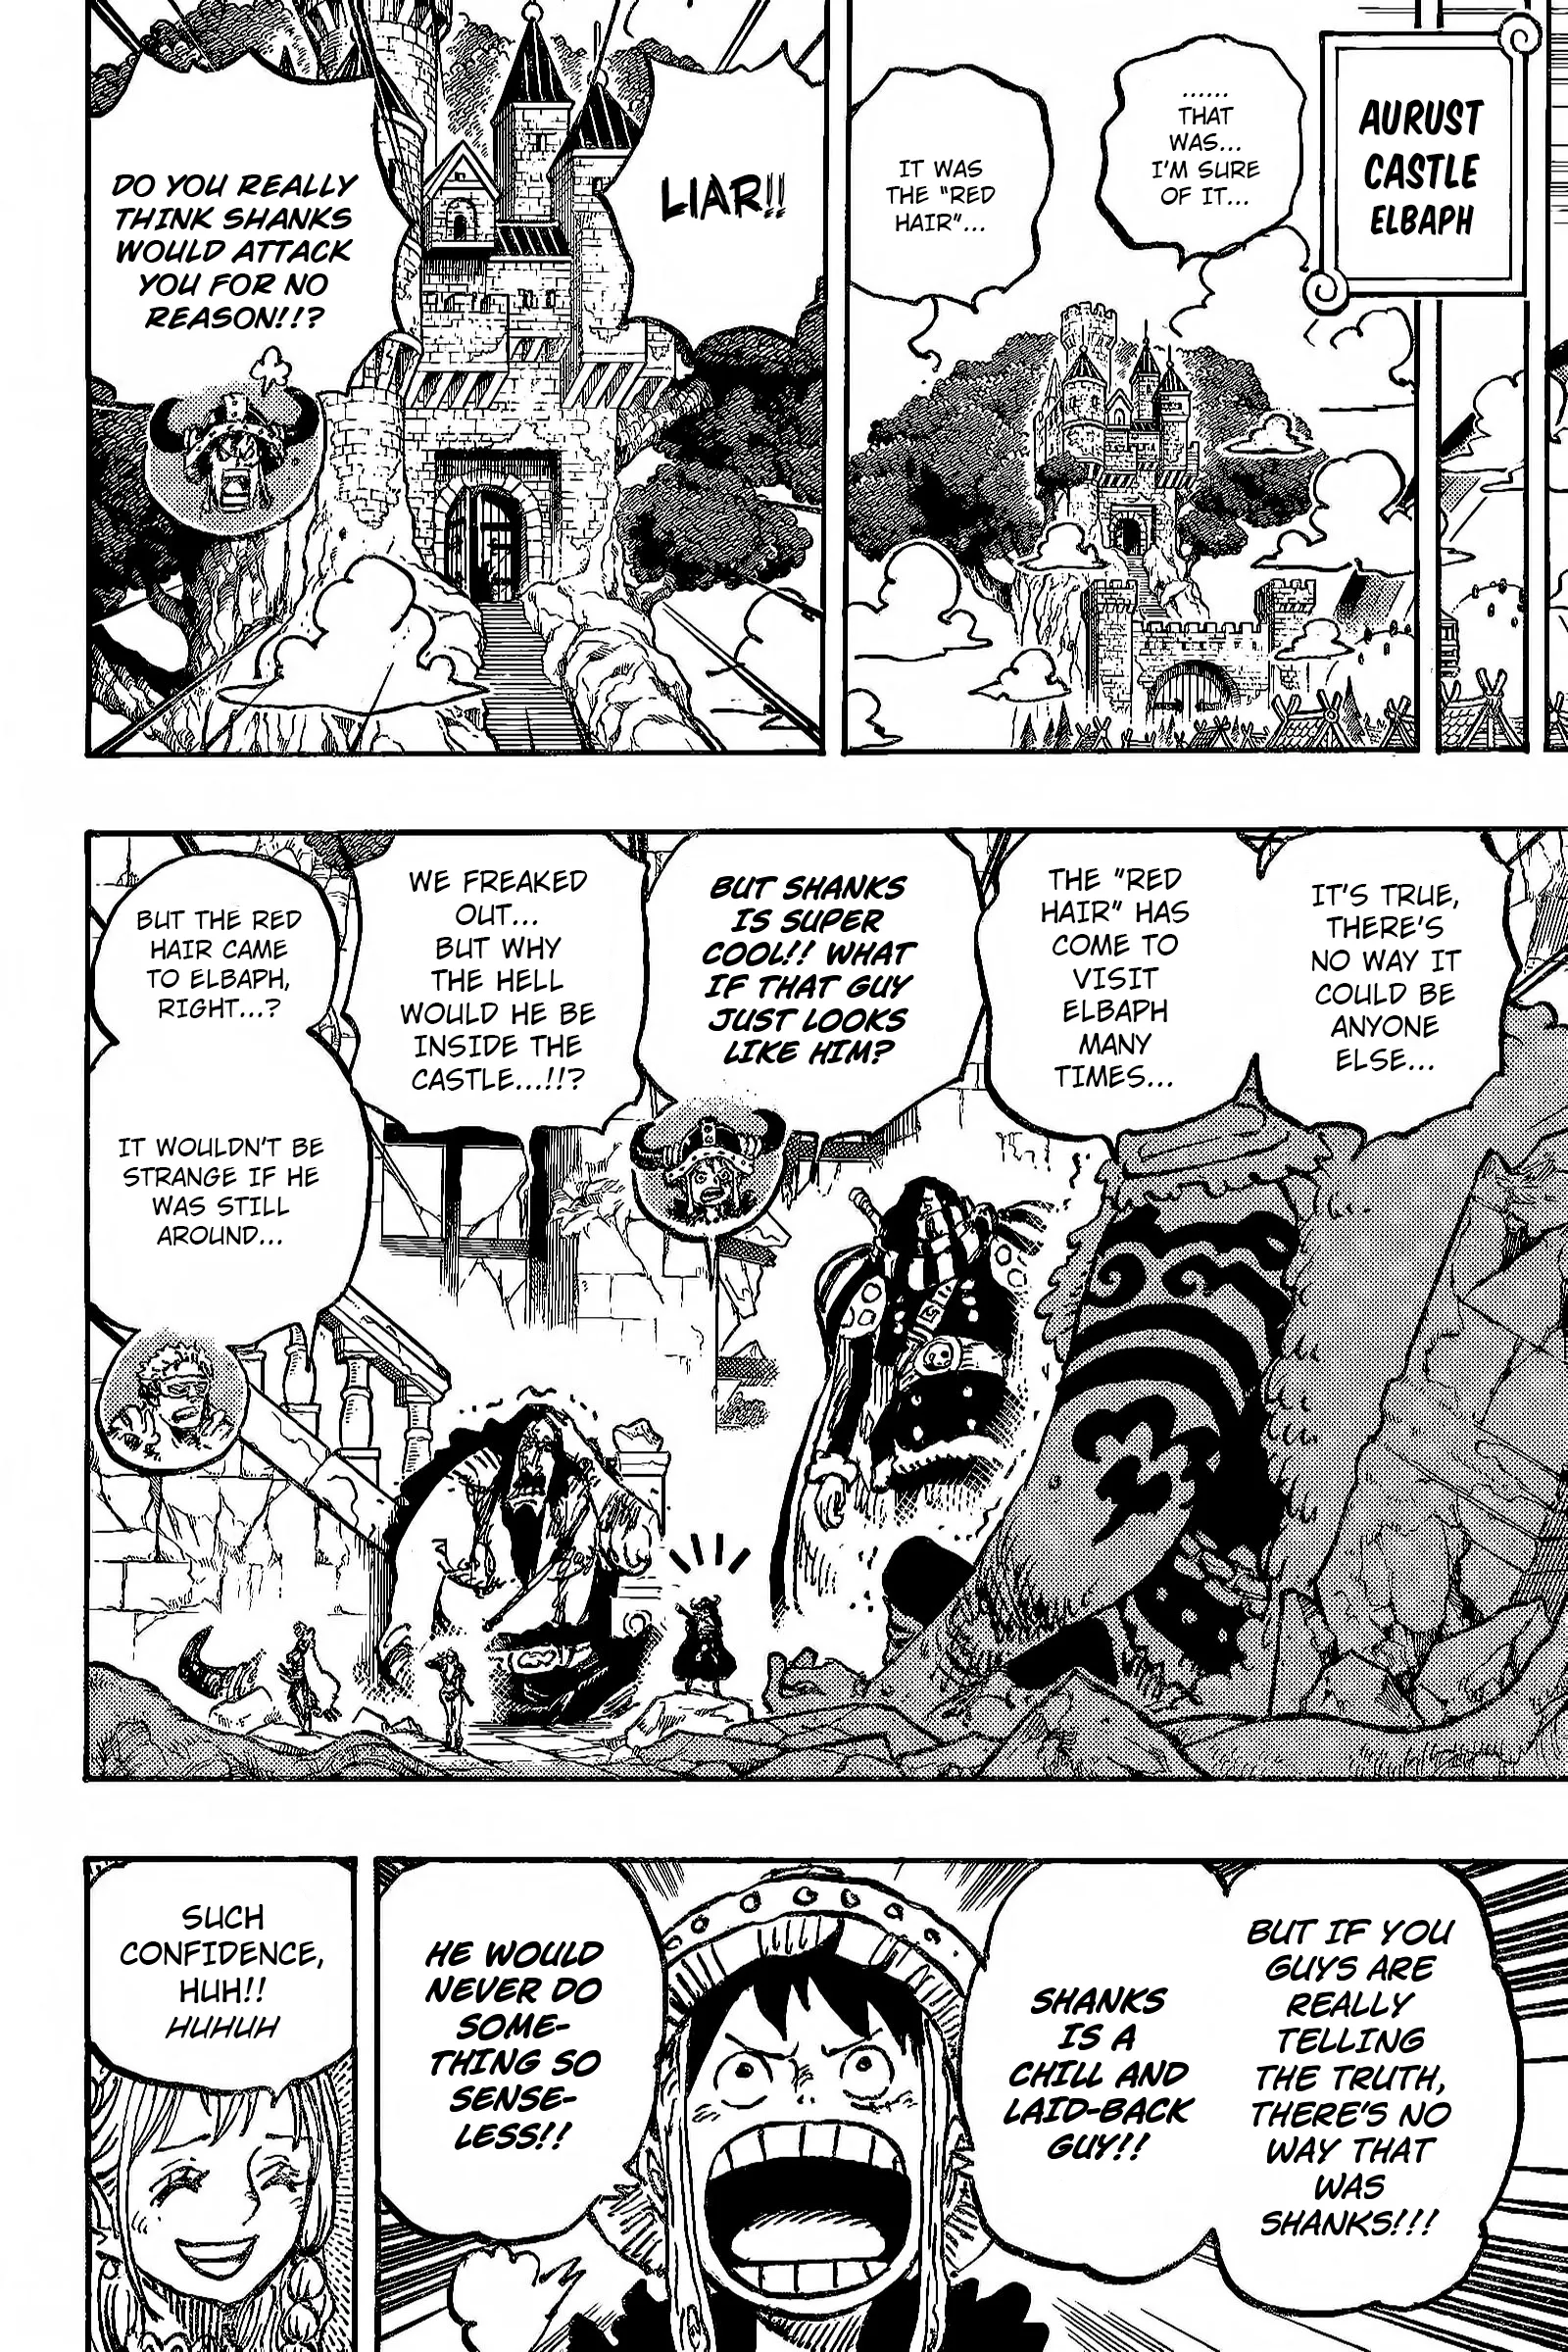 AURUST
CASTLE
ELBAPH
......
THAT
WAS...
I'M SURE
OF IT...
IT WAS
THE "RED
HAIR"...
LIAR!!
DO YOU REALLY
THINK SHANKS
WOULD ATTACK
YOU FOR NO
REASON!!?
IT'S TRUE,
THERE'S
NO WAY IT
COULD BE
ANYONE
ELSE...
THE "RED
HAIR" HAS
COME TO
VISIT
ELBAPH
MANY
TIMES...
BUT SHANKS
IS SUPER
COOL!! WHAT
IF THAT GUY
JUST LOOKS
LIKE HIM?
WE FREAKED
OUT...
BUT WHY
THE HELL
WOULD HE BE
INSIDE THE
CASTLE...!!?
BUT THE RED
HAIR CAME
TO ELBAPH,
RIGHT...?
IT WOULDN'T BE
STRANGE IF HE
WAS STILL
AROUND...
BUT IF YOU
GUYS ARE
REALLY
TELLING
THE TRUTH,
THERE'S NO
WAY THAT
WAS
SHANKS!!!
SHANKS
IS A
CHILL AND
LAID-BACK
GUY!!
HE WOULD
NEVER DO
SOME-
THING SO
SENSE-
LESS!!
SUCH
CONFIDENCE,
HUH!!
HUHUH